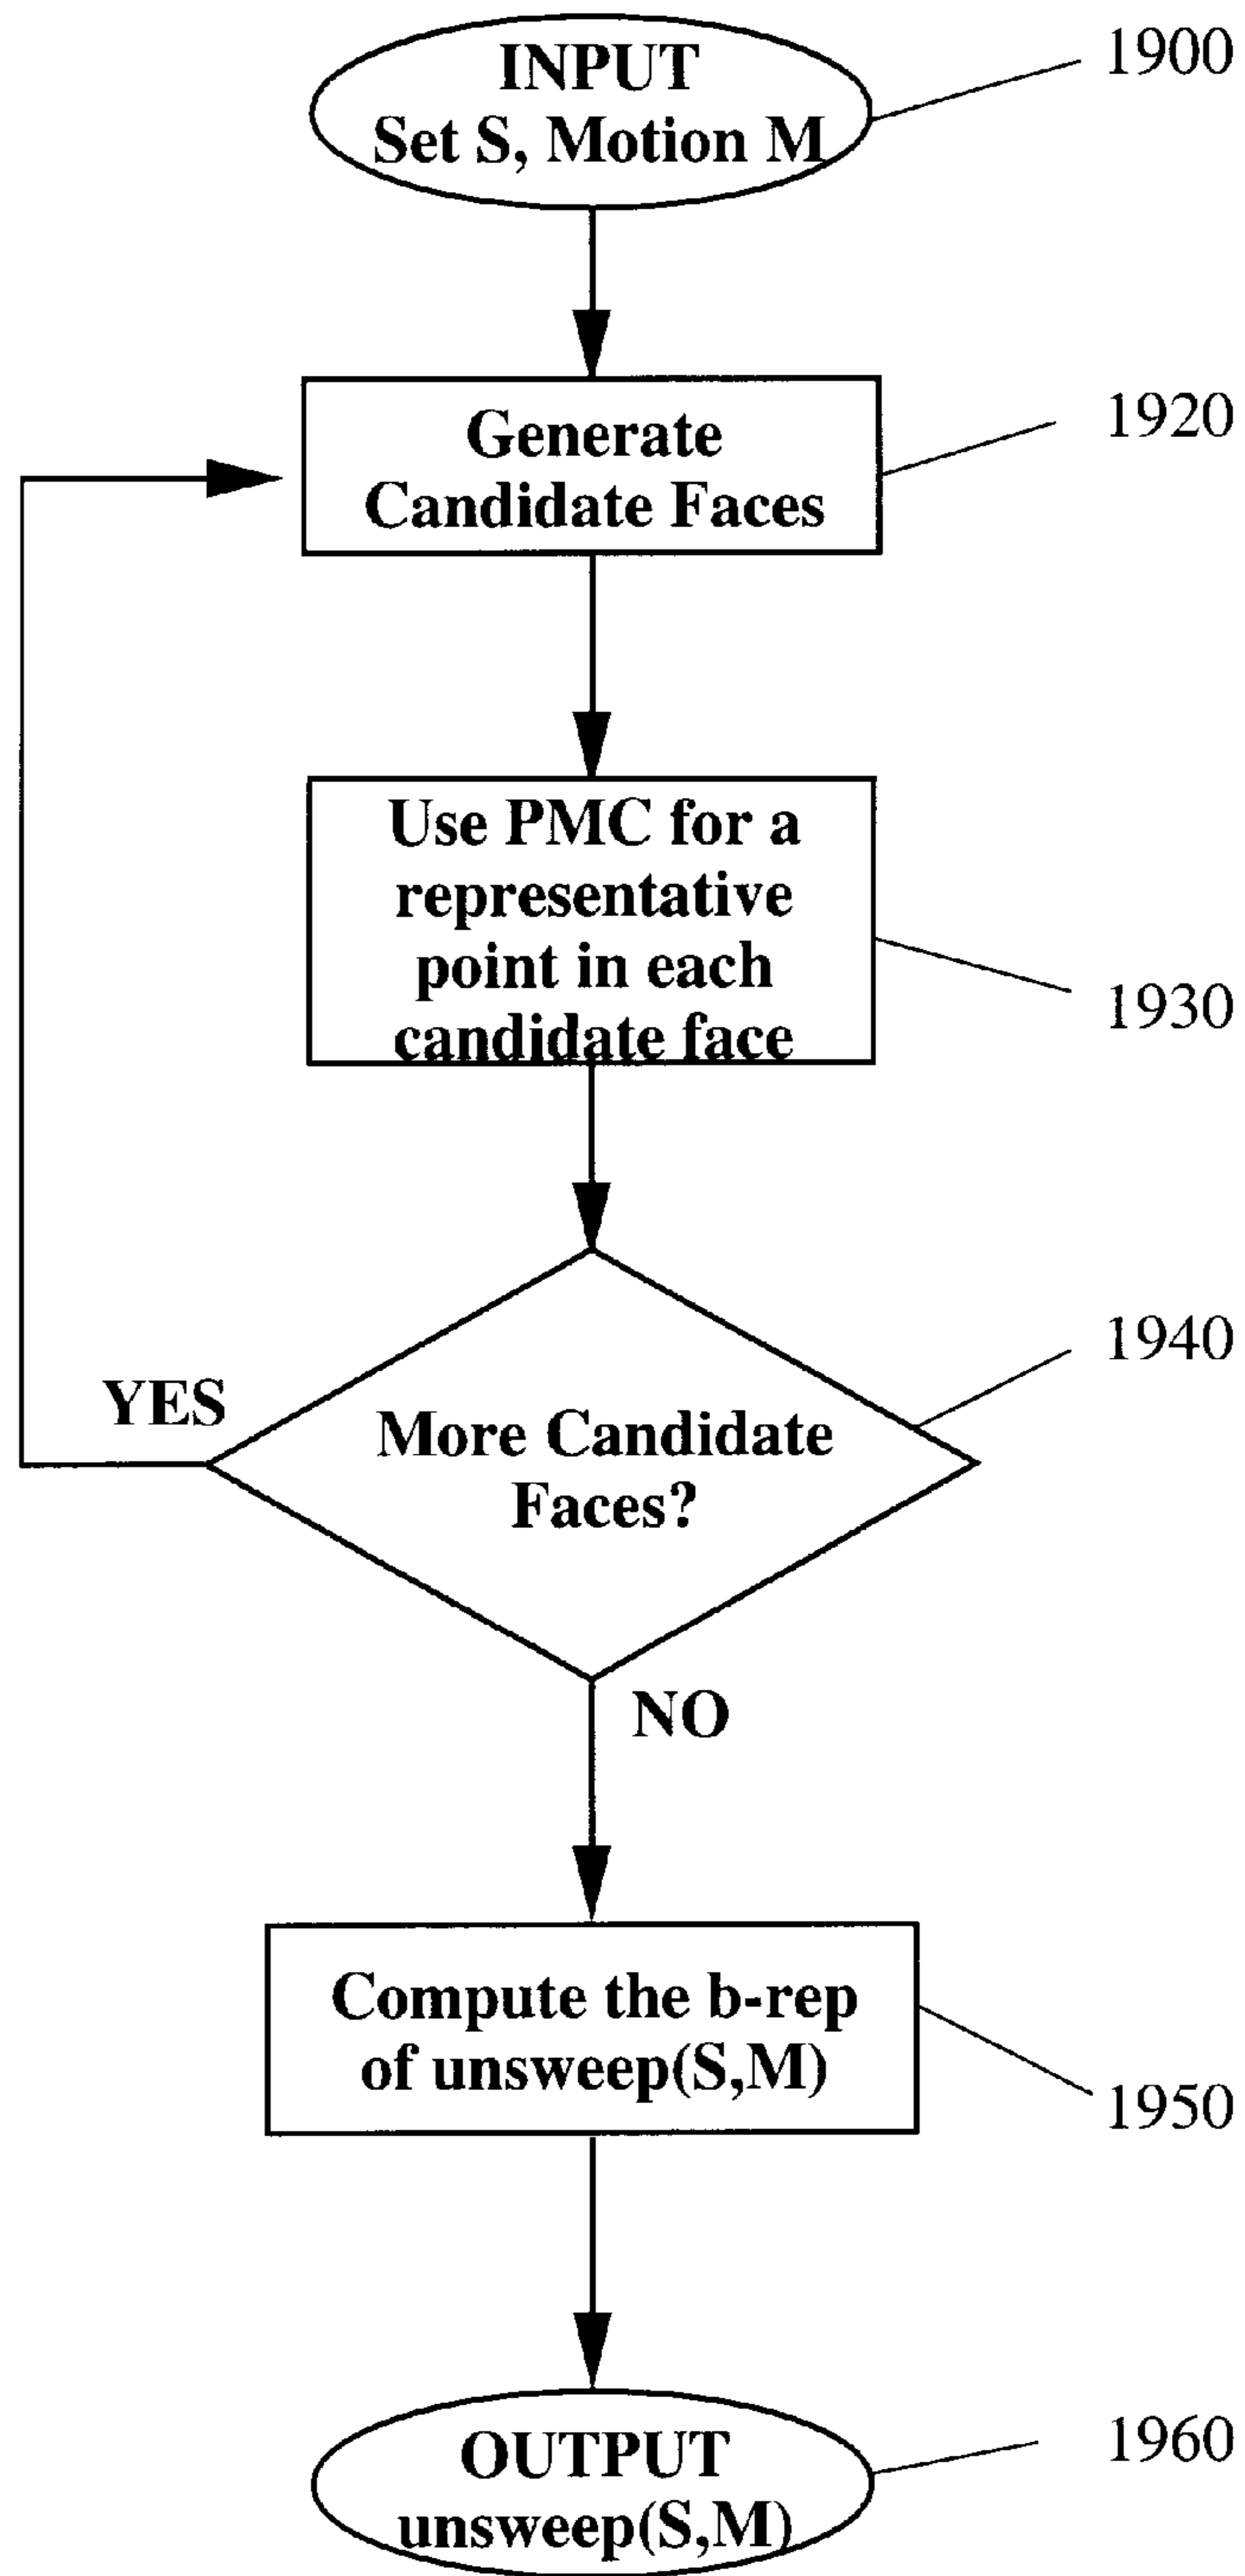 INPUT
Set S, Motion M
1900
Generate
Candidate Faces
1920
Use PMC for a
representative
point in each
candidate face
1930
More Candidate
Faces?
1940
YES
NO
Compute the b-rep
of unsweep(S,M)
1950
OUTPUT
unsweep(S,M)
1960